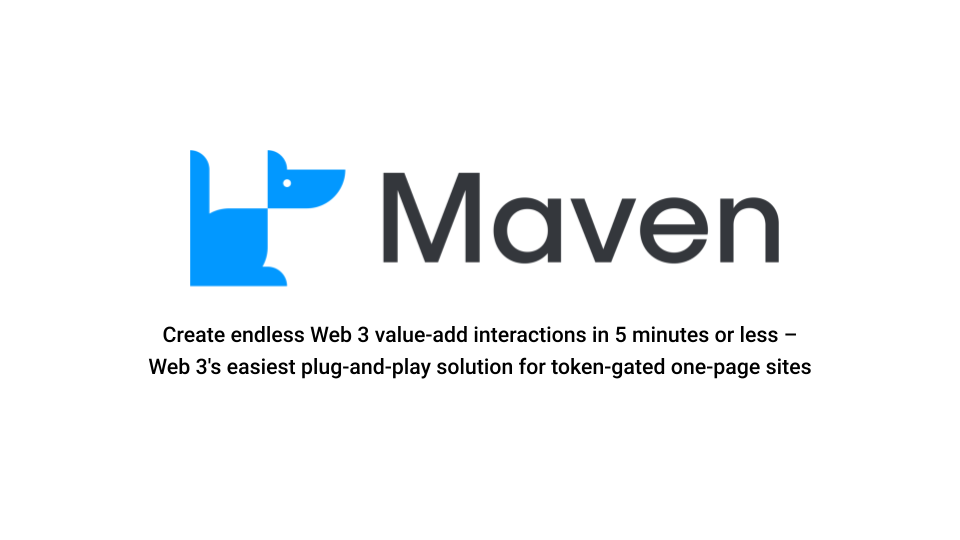 Maven
Create endless Web 3 value-add interactions in 5 minutes or less –
Web 3's easiest plug-and-play solution for token-gated one-page sites